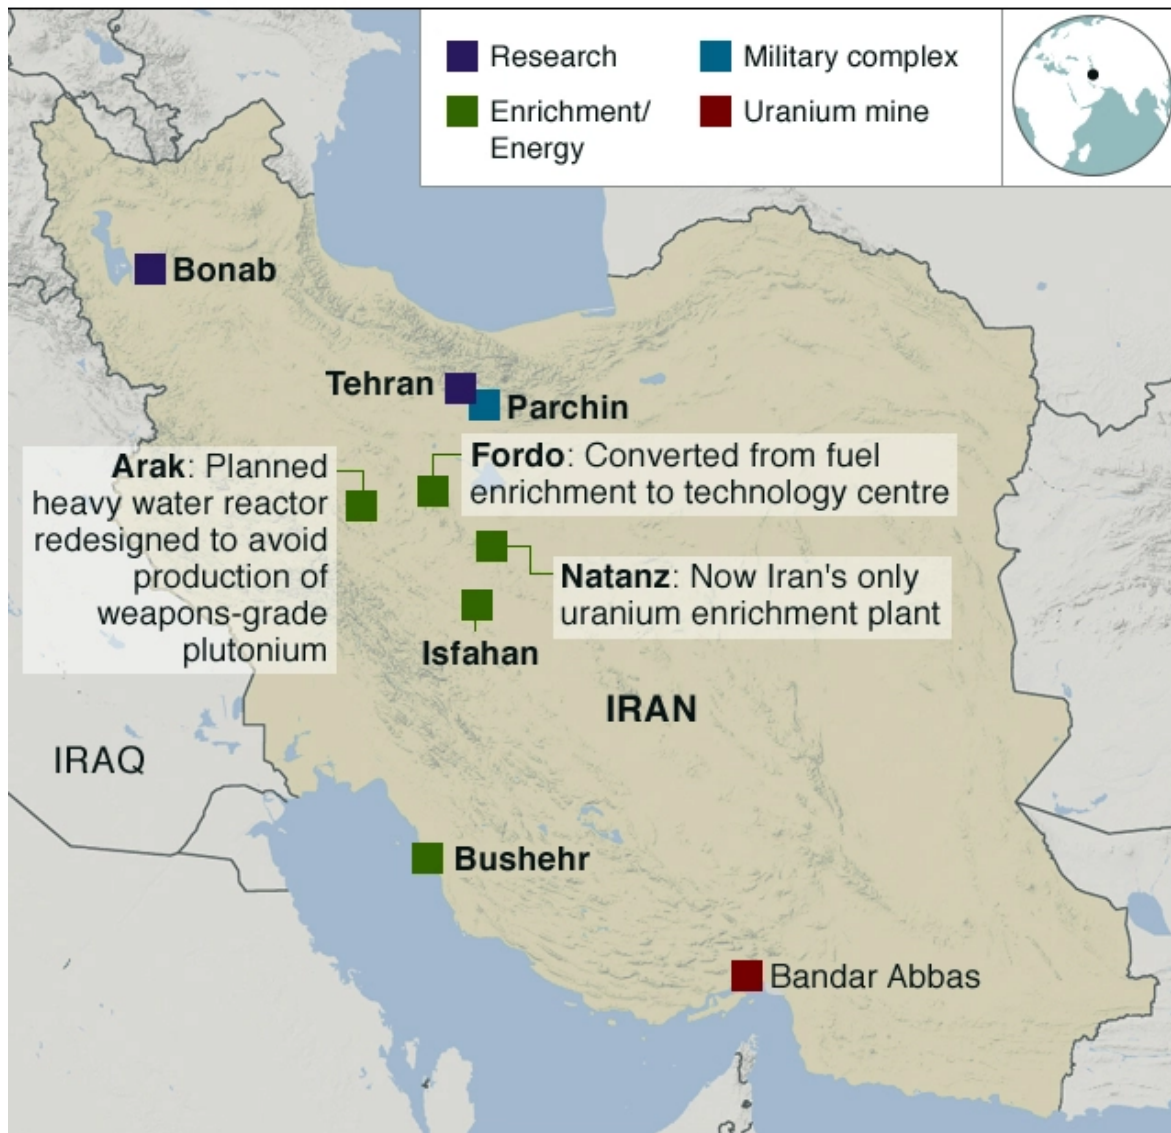 Research
Military complex
Enrichment/
Energy
Uranium mine
Bonab
Tehran
Parchin
Arak: Planned
heavy water reactor
redesigned to avoid
production of
weapons-grade
plutonium
Fordo: Converted from fuel
enrichment to technology centre
Natanz: Now Iran's only
uranium enrichment plant
Isfahan
IRAN
IRAQ
Bushehr
Bandar Abbas